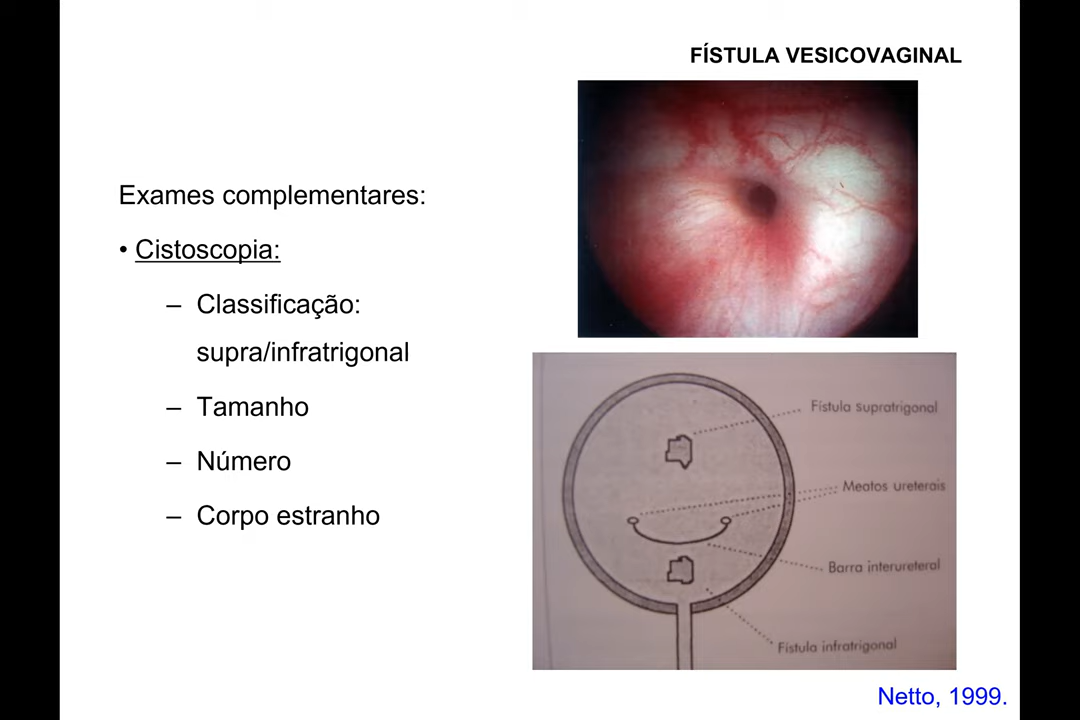 FÍSTULA VESICOVAGINAL
Exames complementares:
• Cistoscopia:
– Classificação:
supra/infratrigonal
– Tamanho
– Número
– Corpo estranho
Fístula supratrigonal
Meatos ureterais
Barra interureteral
Fístula infratrigonal
Netto, 1999.